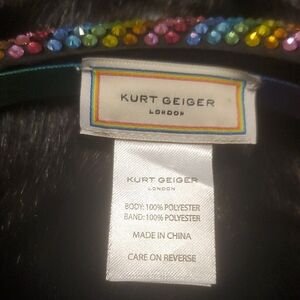 KURT GEIGER
LONDON
KURT GEIGER
LONDON
BODY: 100% POLYESTER
BAND: 100% POLYESTER
MADE IN CHINA
CARE ON REVERSE